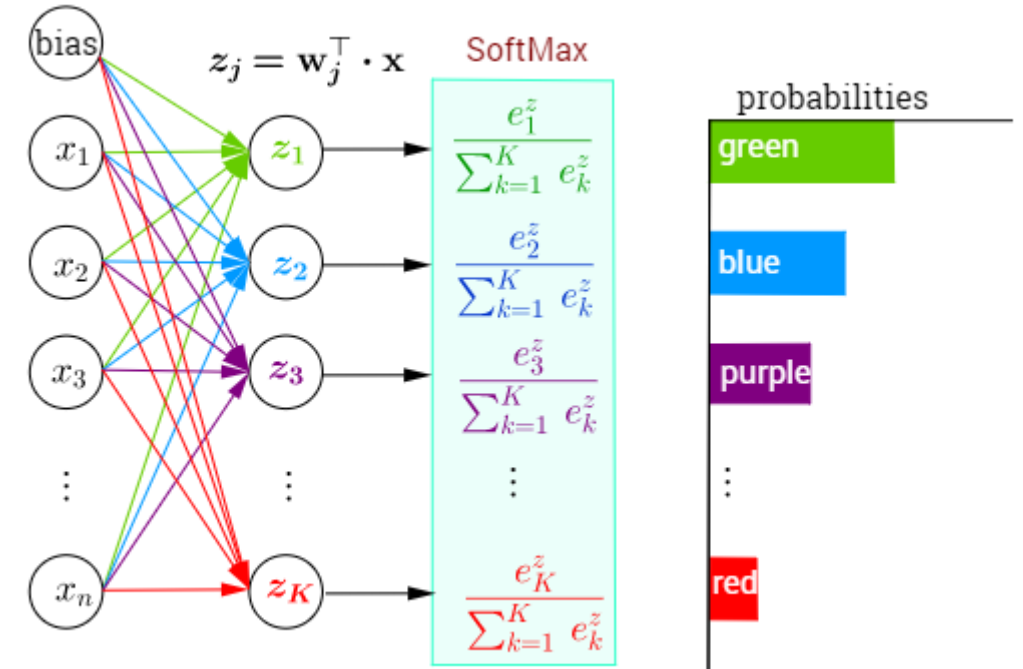 bias
z_j = w_j^⊤ · x
SoftMax
probabilities
x_1
z_1
e_1^z / ∑_{k=1}^K e_k^z
green
x_2
z_2
e_2^z / ∑_{k=1}^K e_k^z
blue
x_3
z_3
e_3^z / ∑_{k=1}^K e_k^z
purple
⋮
⋮
⋮
⋮
x_n
z_K
e_K^z / ∑_{k=1}^K e_k^z
red